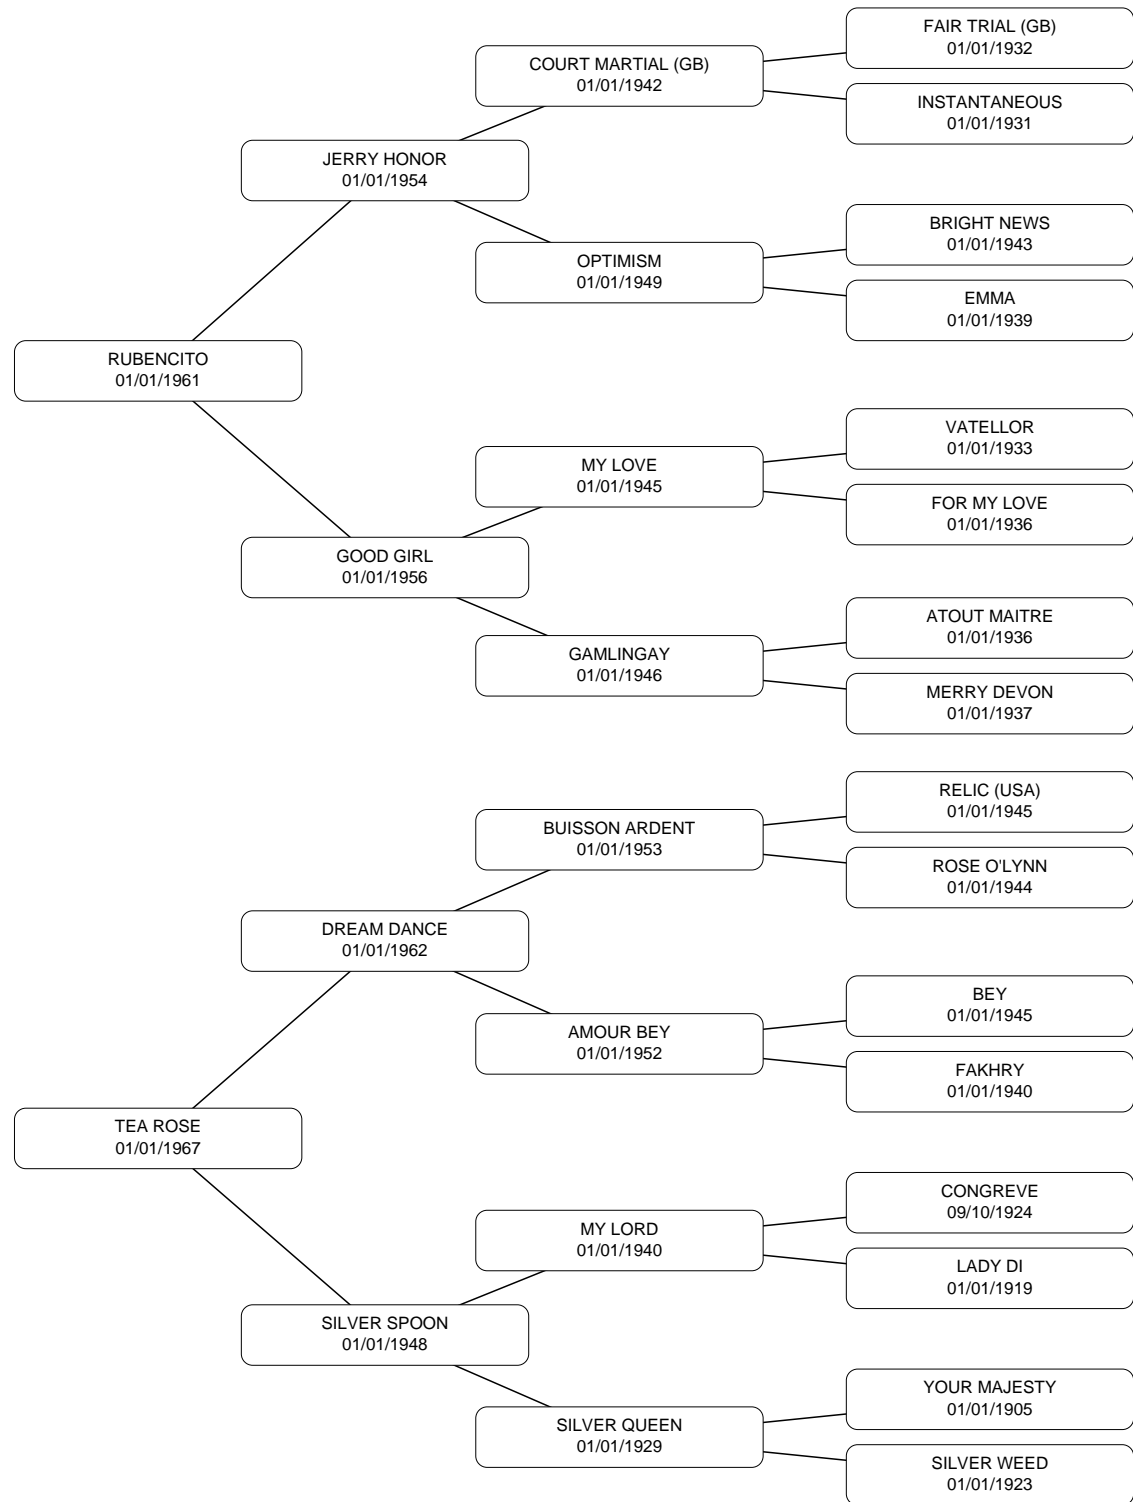 FAIR TRIAL (GB)
01/01/1932
COURT MARTIAL (GB)
01/01/1942
INSTANTANEOUS
01/01/1931
JERRY HONOR
01/01/1954
BRIGHT NEWS
01/01/1943
OPTIMISM
01/01/1949
EMMA
01/01/1939
RUBENCITO
01/01/1961
VATELLOR
01/01/1933
MY LOVE
01/01/1945
FOR MY LOVE
01/01/1936
GOOD GIRL
01/01/1956
ATOUT MAITRE
01/01/1936
GAMLINGAY
01/01/1946
MERRY DEVON
01/01/1937
RELIC (USA)
01/01/1945
BUISSON ARDENT
01/01/1953
ROSE O'LYNN
01/01/1944
DREAM DANCE
01/01/1962
BEY
01/01/1945
AMOUR BEY
01/01/1952
FAKHRY
01/01/1940
TEA ROSE
01/01/1967
CONGREVE
09/10/1924
MY LORD
01/01/1940
LADY DI
01/01/1919
SILVER SPOON
01/01/1948
YOUR MAJESTY
01/01/1905
SILVER QUEEN
01/01/1929
SILVER WEED
01/01/1923